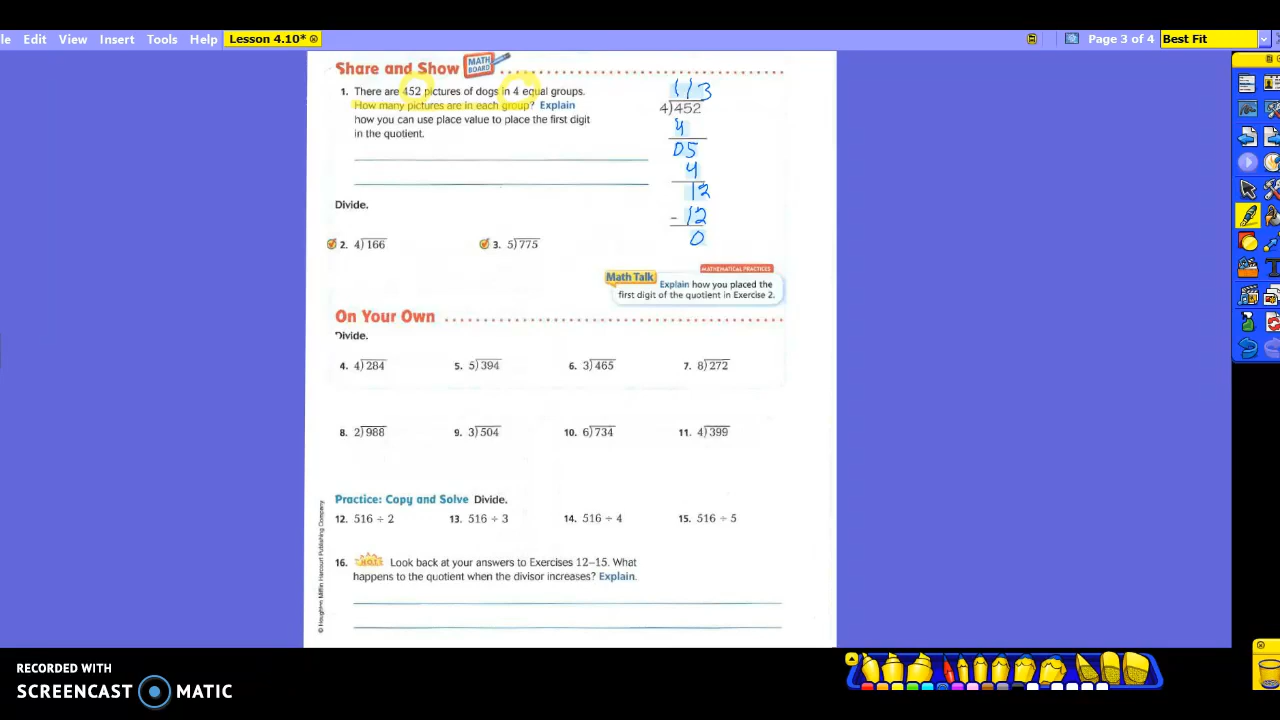 le Edit View Insert Tools Help Lesson 4.10* Page 3 of 4 Best Fit
Share and Show MATH BOARD
1. There are 452 pictures of dogs in 4 equal groups.
How many pictures are in each group? Explain
how you can use place value to place the first digit
in the quotient.
113
4)452
4
05
4
12
- 12
0
Divide.
2. 4)166 3. 5)775
MATHEMATICAL PRACTICES
Math Talk Explain how you placed the
first digit of the quotient in Exercise 2.
On Your Own
Divide.
4. 4)284 5. 5)394 6. 3)465 7. 8)272
8. 2)988 9. 3)504 10. 6)734 11. 4)399
Practice: Copy and Solve Divide.
12. 516 ÷ 2 13. 516 ÷ 3 14. 516 ÷ 4 15. 516 ÷ 5
16. H.O.T. Look back at your answers to Exercises 12–15. What
happens to the quotient when the divisor increases? Explain.
© Houghton Mifflin Harcourt Publishing Company
RECORDED WITH
SCREENCAST MATIC